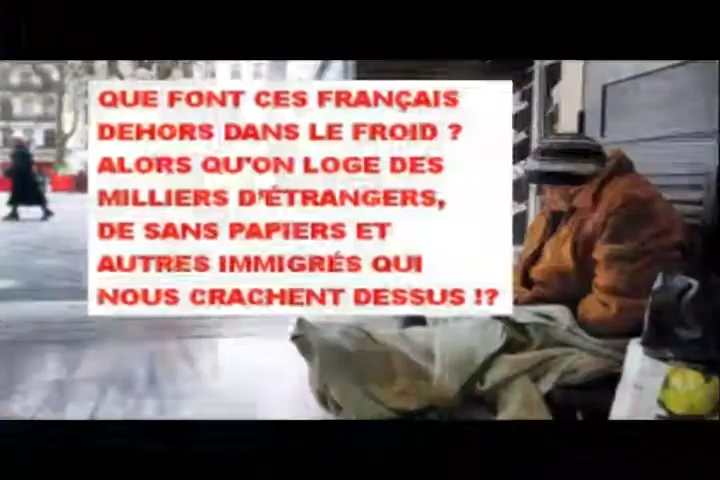 QUE FONT CES FRANÇAIS
DEHORS DANS LE FROID ?
ALORS QU'ON LOGE DES
MILLIERS D'ÉTRANGERS,
DE SANS PAPIERS ET
AUTRES IMMIGRÉS QUI
NOUS CRACHENT DESSUS !?